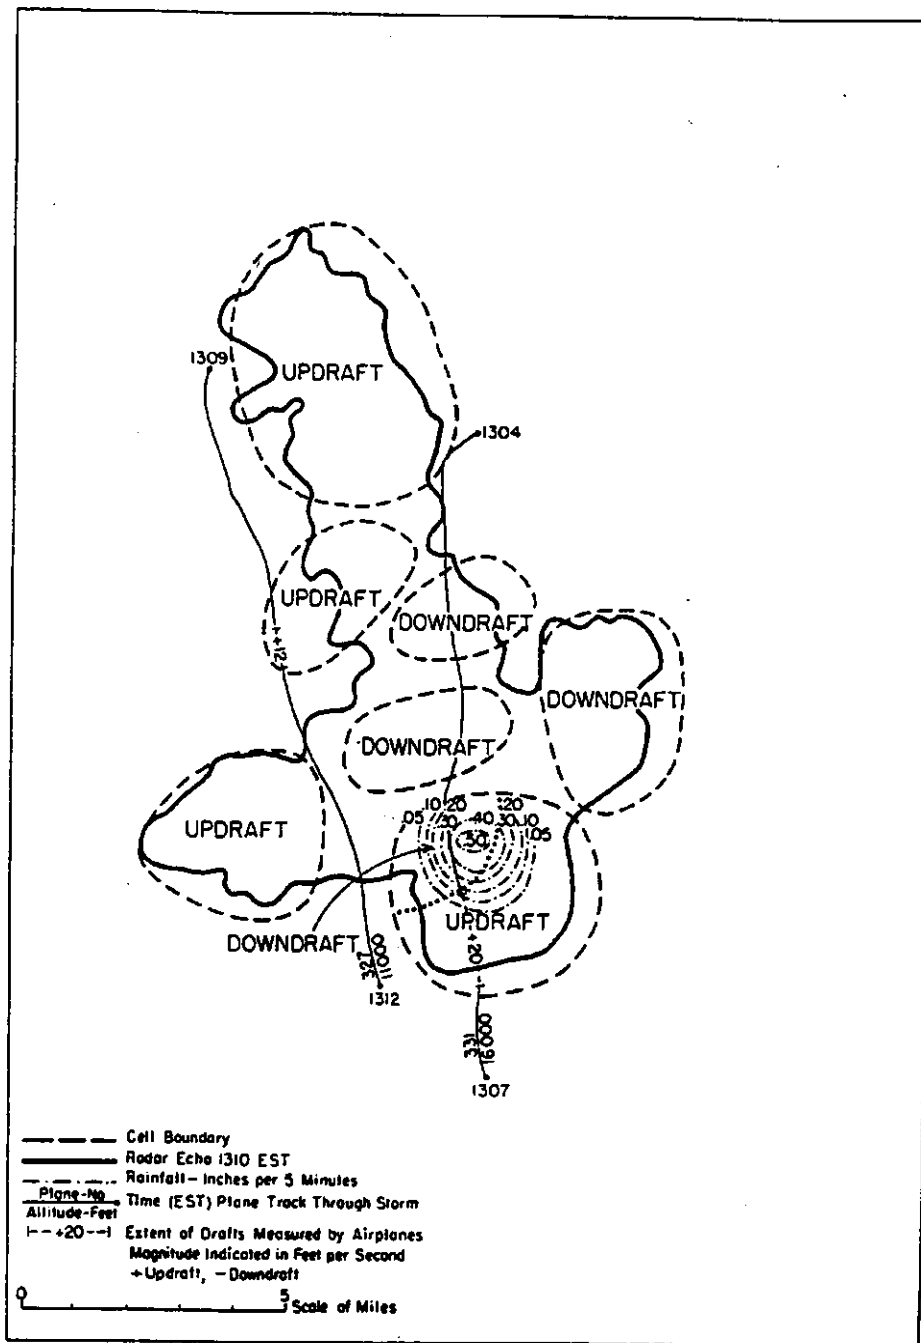 1309
UPDRAFT
1304
UPDRAFT
DOWNDRAFT
+12
DOWNDRAFT
DOWNDRAFT
.05 .10 .20 .30 .40 .50 .20 .30 .10 .05
UPDRAFT
UPDRAFT
DOWNDRAFT
+20
327
11000
1312
331
16000
1307
Cell Boundary
Radar Echo 1310 EST
Rainfall - Inches per 5 Minutes
Plane-No
Altitude-Feet
Time (EST) Plane Track Through Storm
+20 Extent of Drafts Measured by Airplanes
Magnitude Indicated in Feet per Second
+Updraft, -Downdraft
0 5 Scale of Miles